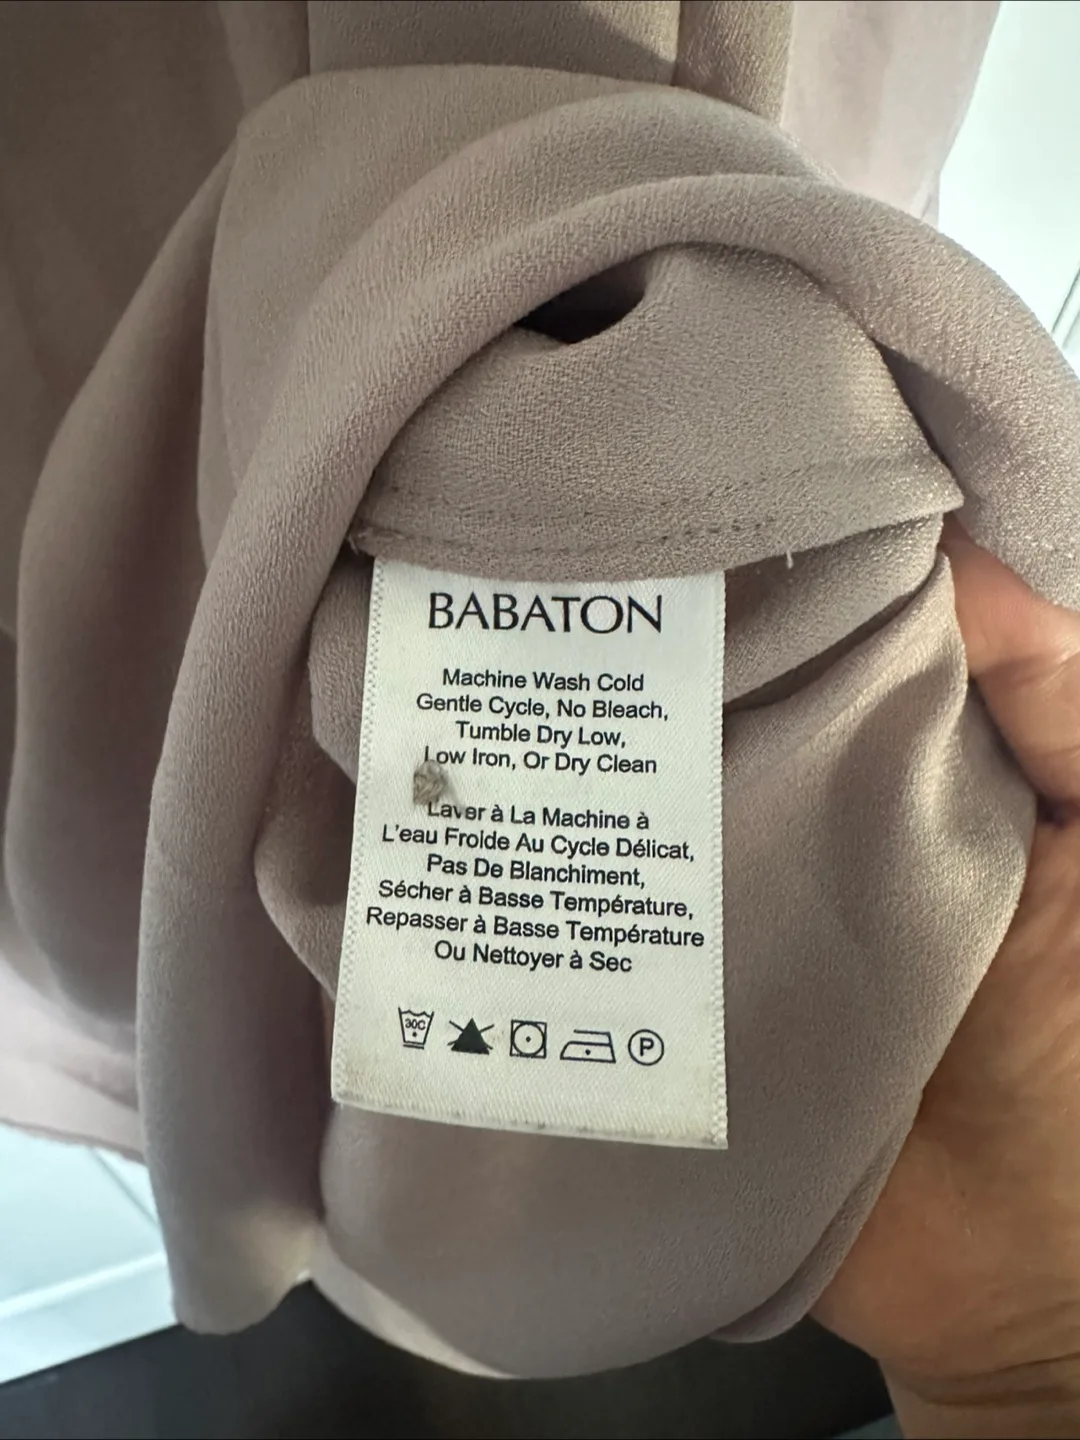 BABATON
Machine Wash Cold
Gentle Cycle, No Bleach,
Tumble Dry Low,
Low Iron, Or Dry Clean
Laver à La Machine à
L'eau Froide Au Cycle Délicat,
Pas De Blanchiment,
Sécher à Basse Température,
Repasser à Basse Température
Ou Nettoyer à Sec
30C
P